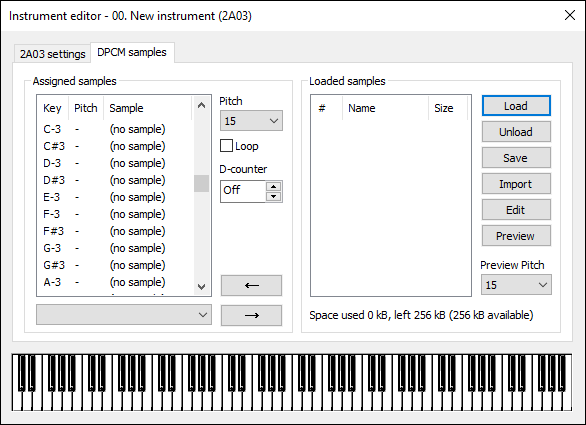 Instrument editor - 00. New instrument (2A03)
2A03 settings
DPCM samples
Assigned samples
Key Pitch Sample
C-3 - (no sample)
C#3 - (no sample)
D-3 - (no sample)
D#3 - (no sample)
E-3 - (no sample)
F-3 - (no sample)
F#3 - (no sample)
G-3 - (no sample)
G#3 - (no sample)
A-3 - (no sample)
Pitch
15
Loop
D-counter
Off
←
→
Loaded samples
# Name Size
Load
Unload
Save
Import
Edit
Preview
Preview Pitch
15
Space used 0 kB, left 256 kB (256 kB available)